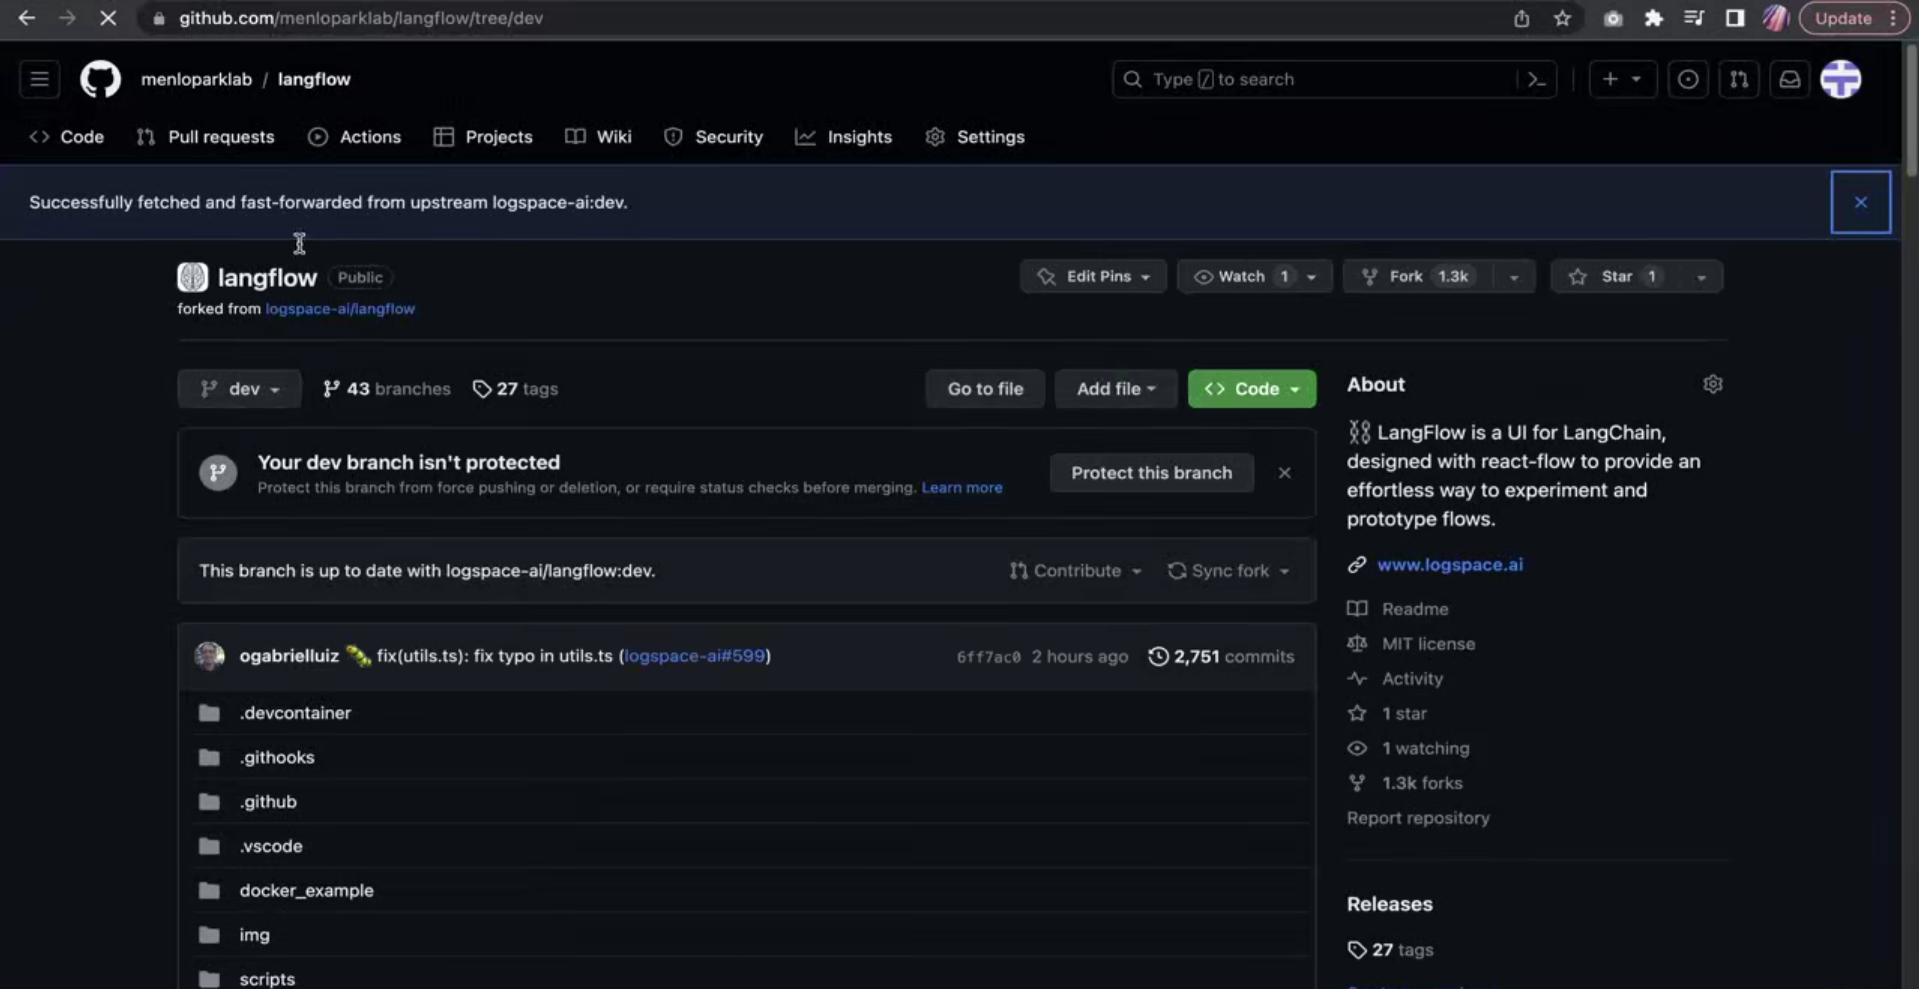 github.com/menloparklab/langflow/tree/dev
Update
menloparklab / langflow
Type / to search
Code Pull requests Actions Projects Wiki Security Insights Settings
Successfully fetched and fast-forwarded from upstream logspace-ai:dev.
langflow Public
Edit Pins Watch 1 Fork 1.3k Star 1
forked from logspace-ai/langflow
dev 43 branches 27 tags
Go to file Add file Code
Your dev branch isn't protected
Protect this branch from force pushing or deletion, or require status checks before merging. Learn more
Protect this branch
This branch is up to date with logspace-ai/langflow:dev.
Contribute Sync fork
ogabrielluiz fix(utils.ts): fix typo in utils.ts (logspace-ai#599)
6ff7ac0 2 hours ago 2,751 commits
.devcontainer
.githooks
.github
.vscode
docker_example
img
scripts
About
LangFlow is a UI for LangChain,
designed with react-flow to provide an
effortless way to experiment and
prototype flows.
www.logspace.ai
Readme
MIT license
Activity
1 star
1 watching
1.3k forks
Report repository
Releases
27 tags